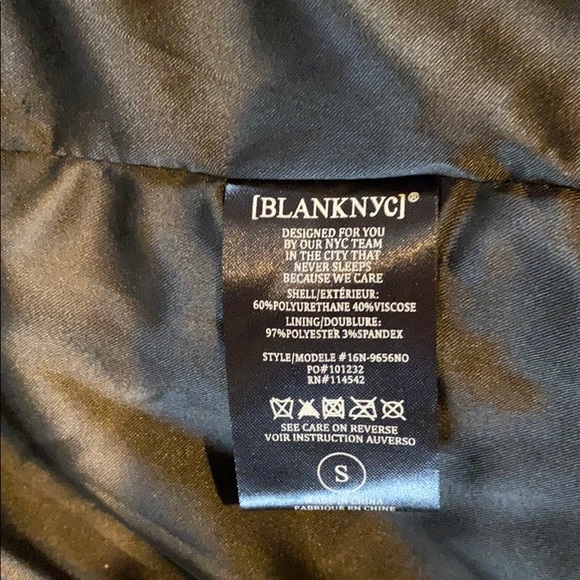 [BLANKNYC]®
DESIGNED FOR YOU
BY OUR NYC TEAM
IN THE CITY THAT
NEVER SLEEPS
BECAUSE WE CARE
SHELL/EXTÉRIEUR:
60%POLYURETHANE 40%VISCOSE
LINING/DOUBLURE:
97%POLYESTER 3%SPANDEX
STYLE/MODELE #16N-9656NO
PO#101232
RN#114542
SEE CARE ON REVERSE
VOIR INSTRUCTION AUVERSO
S
MADE IN CHINA
FABRIQUE EN CHINE